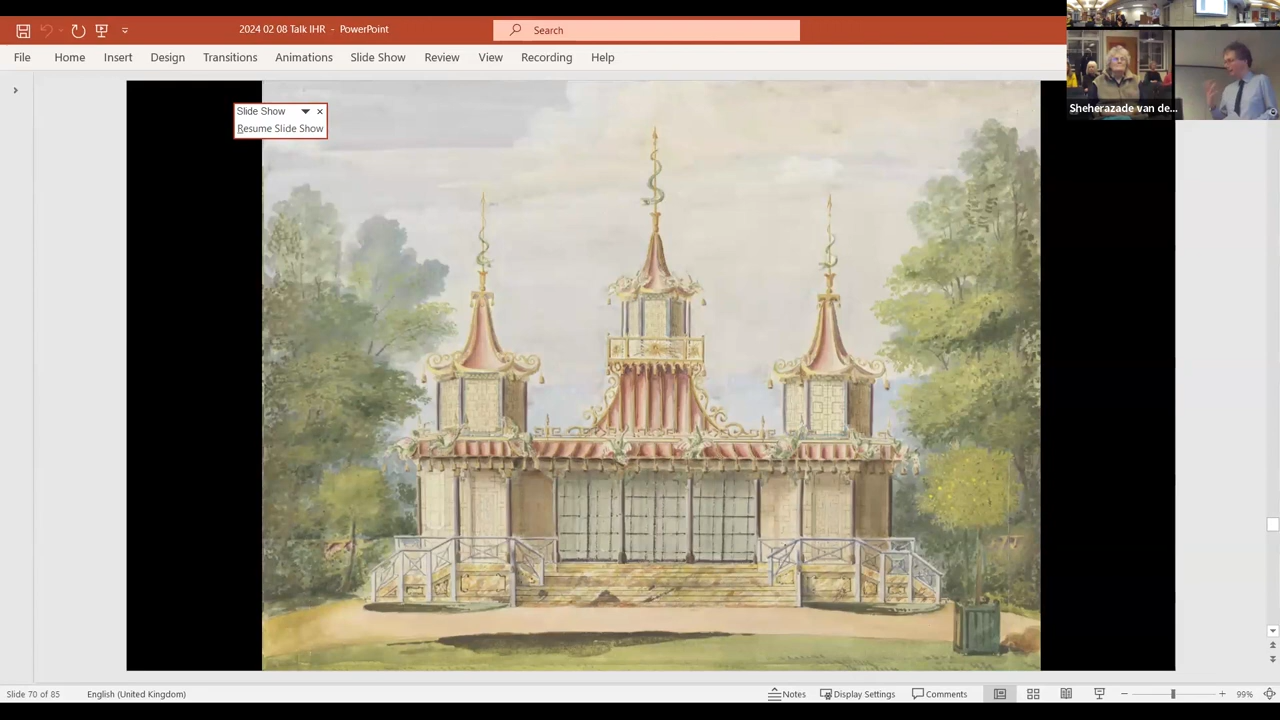 2024 02 08 Talk IHR - PowerPoint
Search
File Home Insert Design Transitions Animations Slide Show Review View Recording Help
Slide Show
Resume Slide Show
Sheherazade van de...
Slide 70 of 85 English (United Kingdom) Notes Display Settings Comments 99%